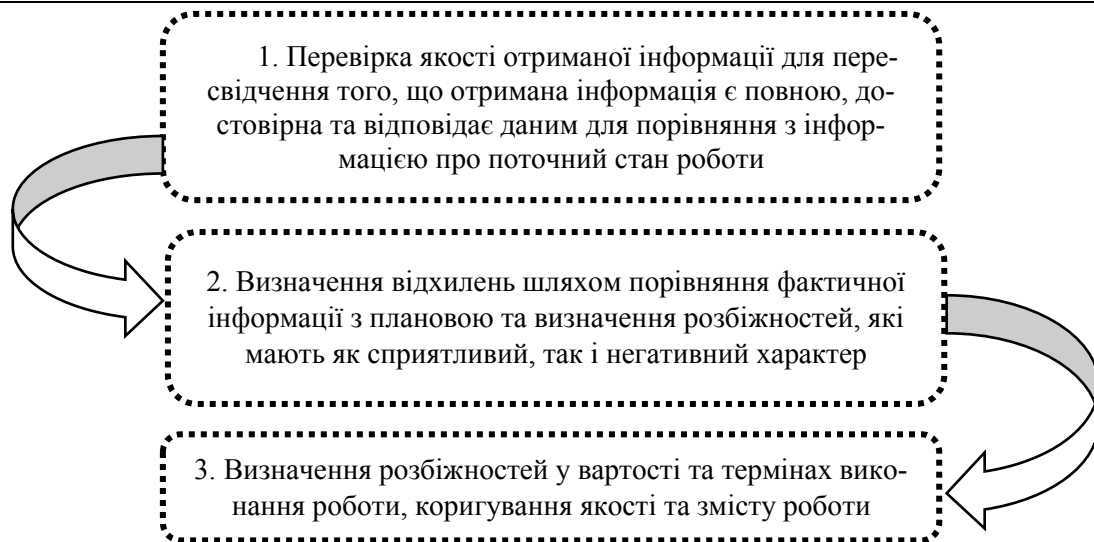 1. Перевірка якості отриманої інформації для пере-
свідчення того, що отримана інформація є повною, до-
стовірна та відповідає даним для порівняння з інфор-
мацією про поточний стан роботи
2. Визначення відхилень шляхом порівняння фактичної
інформації з плановою та визначення розбіжностей, які
мають як сприятливий, так і негативний характер
3. Визначення розбіжностей у вартості та термінах вико-
нання роботи, коригування якості та змісту роботи